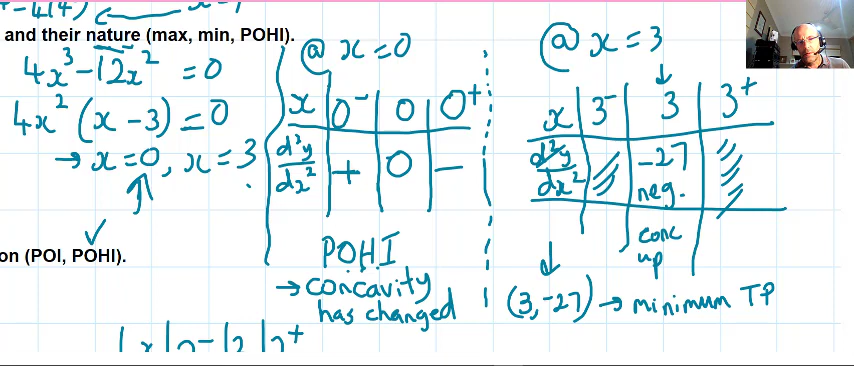 and their nature (max, min, POHI).
4x³ - 12x² = 0
4x² (x - 3) = 0
→ x = 0, x = 3
on (POI, POHI).
@ x = 0
x 0⁻ 0 0⁺
d²y/dx² + 0 -
POHI
→ concavity
has changed
@ x = 3
x 3⁻ 3 3⁺
d²y/dx² -27
neg.
conc
up
(3, -27) → minimum TP